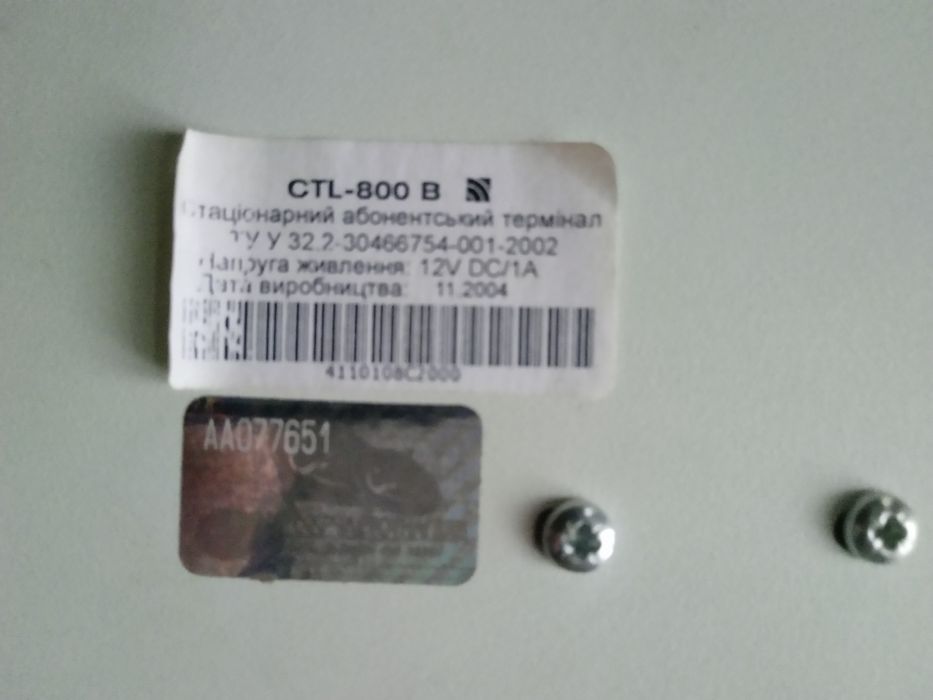 CTL-800 B
Стаціонарний абонентський термінал
ТУ У 32.2-30466754-001-2002
Напруга живлення: 12V DC/1A
Дата виробництва: 11.2004
4110108C2000
AA077651